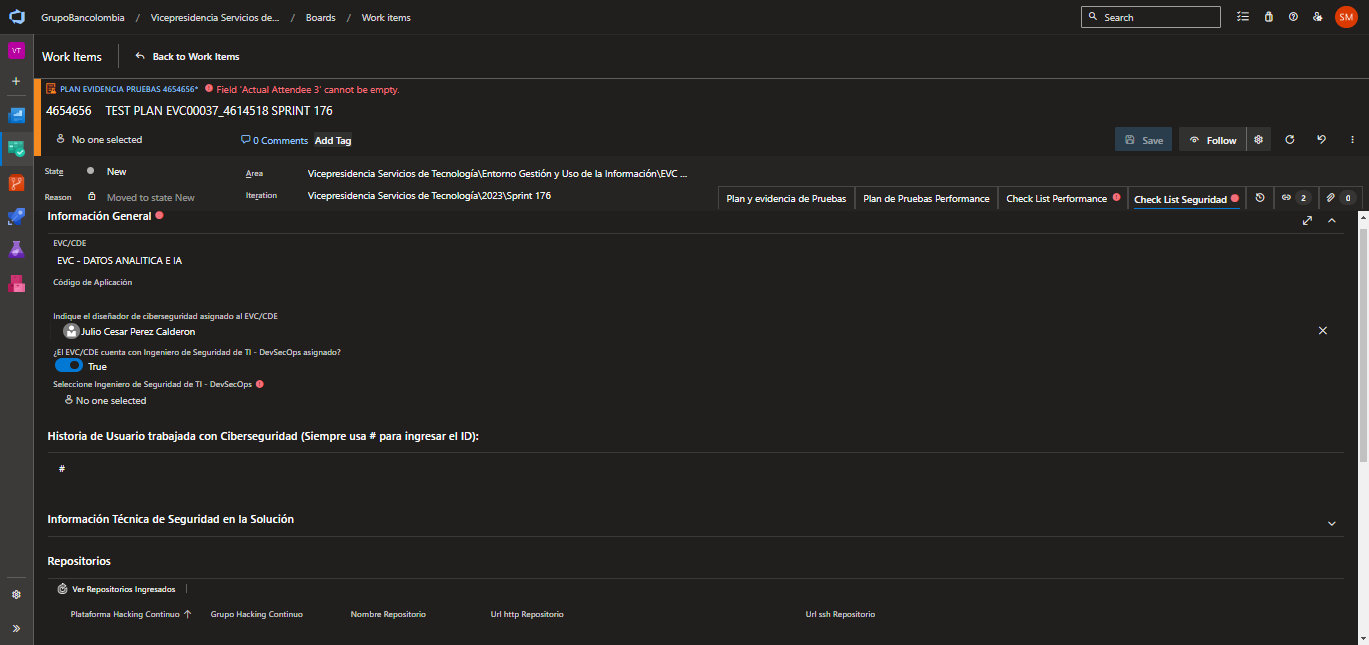 GrupoBancolombia / Vicepresidencia Servicios de... / Boards / Work items
Search
SM
VT
Work Items
Back to Work Items
PLAN EVIDENCIA PRUEBAS 4654656*
Field 'Actual Attendee 3' cannot be empty.
4654656 TEST PLAN EVC00037_4614518 SPRINT 176
No one selected
0 Comments
Add Tag
Save
Follow
State
New
Area
Vicepresidencia Servicios de Tecnología\Entorno Gestión y Uso de la Información\EVC ...
Reason
Moved to state New
Iteration
Vicepresidencia Servicios de Tecnología\2023\Sprint 176
Plan y evidencia de Pruebas
Plan de Pruebas Performance
Check List Performance
Check List Seguridad
2
0
Información General
EVC/CDE
EVC - DATOS ANALITICA E IA
Código de Aplicación
Indique el diseñador de ciberseguridad asignado al EVC/CDE
Julio Cesar Perez Calderon
¿El EVC/CDE cuenta con Ingeniero de Seguridad de TI - DevSecOps asignado?
True
Seleccione Ingeniero de Seguridad de TI - DevSecOps
No one selected
Historia de Usuario trabajada con Ciberseguridad (Siempre usa # para ingresar el ID):
#
Información Técnica de Seguridad en la Solución
Repositorios
Ver Repositorios Ingresados
Plataforma Hacking Continuo
Grupo Hacking Continuo
Nombre Repositorio
Url http Repositorio
Url ssh Repositorio